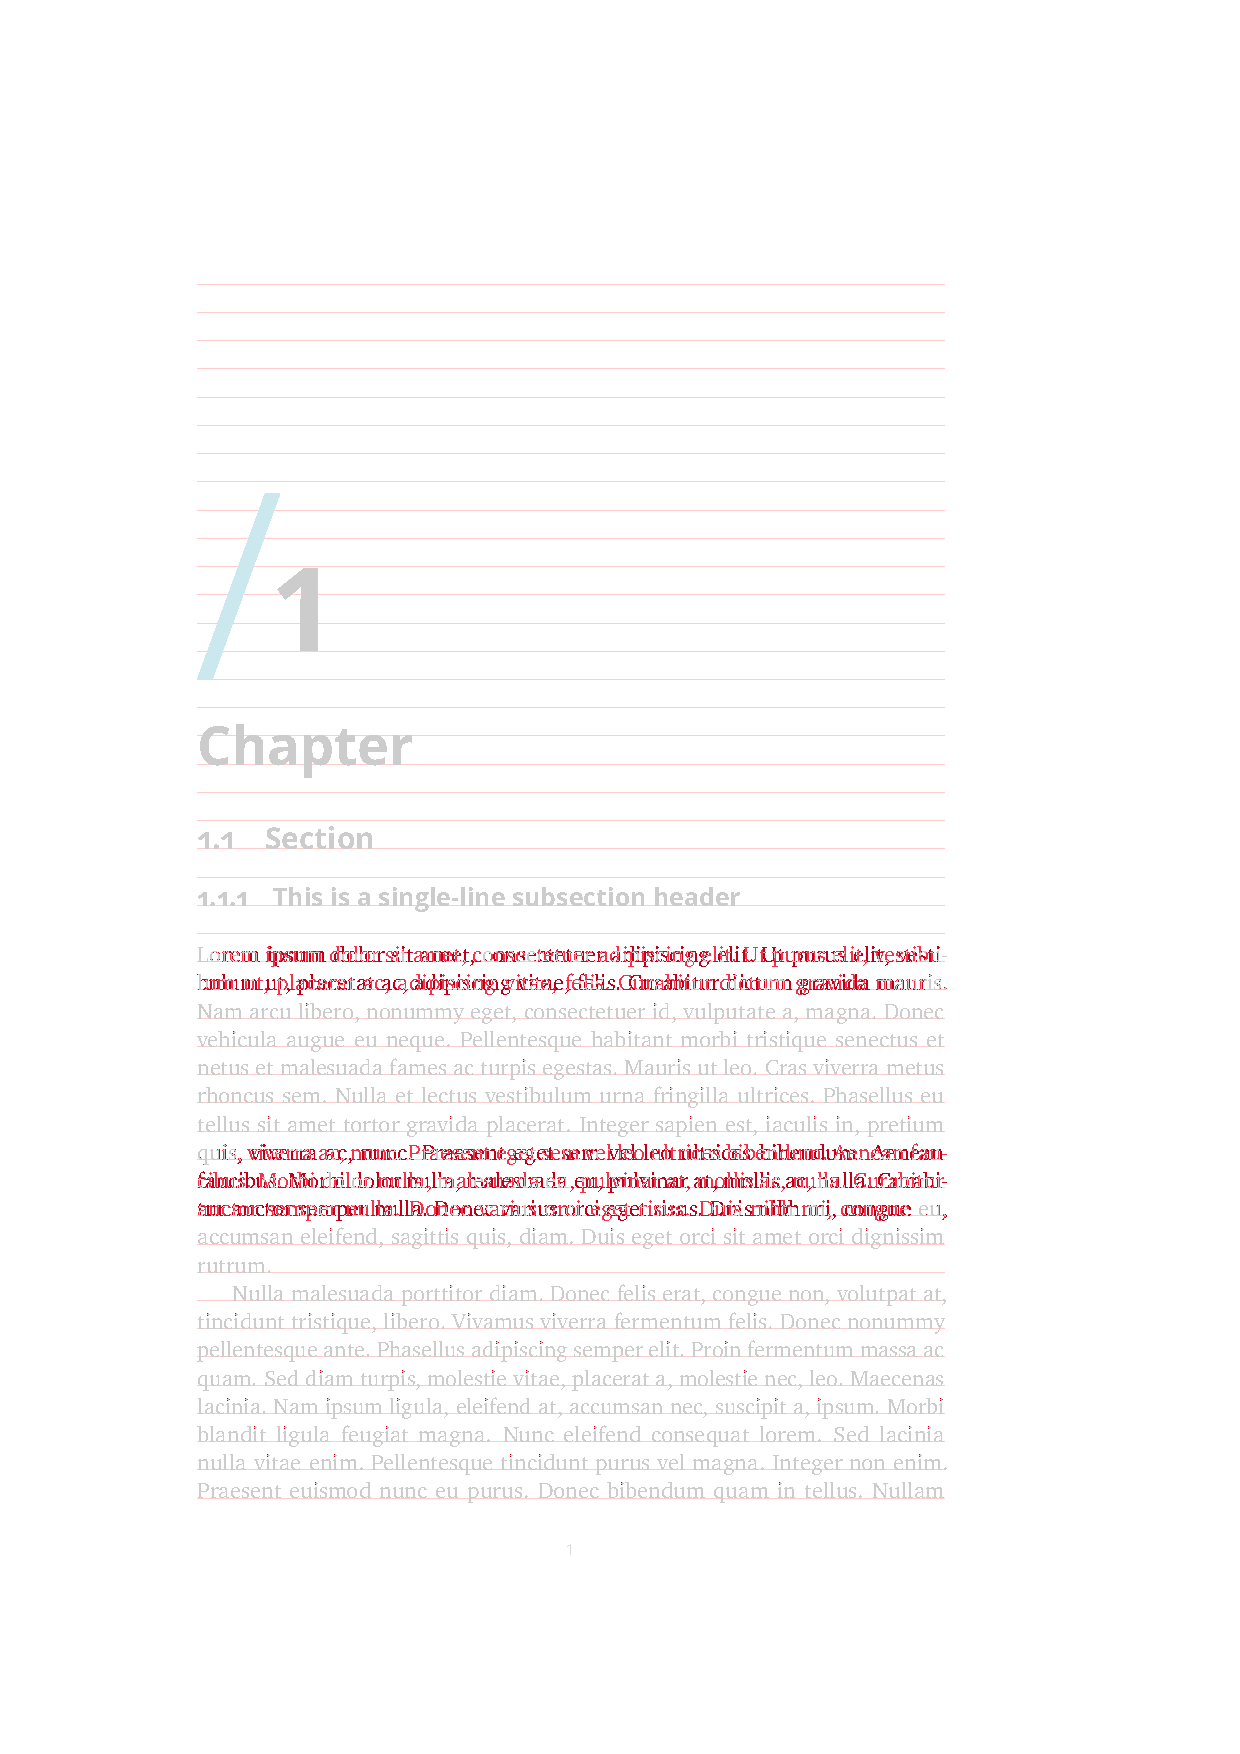 1
Chapter
1.1 Section
1.1.1 This is a single-line subsection header
Lorem ipsum dolor sit amet, consectetuer adipiscing elit. Ut purus elit, vesti-
bulum ut, placerat ac, adipiscing vitae, felis. Curabitur dictum gravida mauris.
Nam arcu libero, nonummy eget, consectetuer id, vulputate a, magna. Donec
vehicula augue eu neque. Pellentesque habitant morbi tristique senectus et
netus et malesuada fames ac turpis egestas. Mauris ut leo. Cras viverra metus
rhoncus sem. Nulla et lectus vestibulum urna fringilla ultrices. Phasellus eu
tellus sit amet tortor gravida placerat. Integer sapien est, iaculis in, pretium
quis, viverra ac, nunc. Praesent eget sem vel leo ultrices bibendum. Aenean fau-
cibus. Morbi dolor nulla, malesuada eu, pulvinar at, mollis ac, nulla. Curabi-
tur auctor semper nulla. Donec varius orci eget risus. Duis nibh mi, congue eu,
accumsan eleifend, sagittis quis, diam. Duis eget orci sit amet orci dignissim
rutrum.
Nulla malesuada porttitor diam. Donec felis erat, congue non, volutpat at,
tincidunt tristique, libero. Vivamus viverra fermentum felis. Donec nonummy
pellentesque ante. Phasellus adipiscing semper elit. Proin fermentum massa ac
quam. Sed diam turpis, molestie vitae, placerat a, molestie nec, leo. Maecenas
lacinia. Nam ipsum ligula, eleifend at, accumsan nec, suscipit a, ipsum. Morbi
blandit ligula feugiat magna. Nunc eleifend consequat lorem. Sed lacinia
nulla vitae enim. Pellentesque tincidunt purus vel magna. Integer non enim.
Praesent euismod nunc eu purus. Donec bibendum quam in tellus. Nullam
1